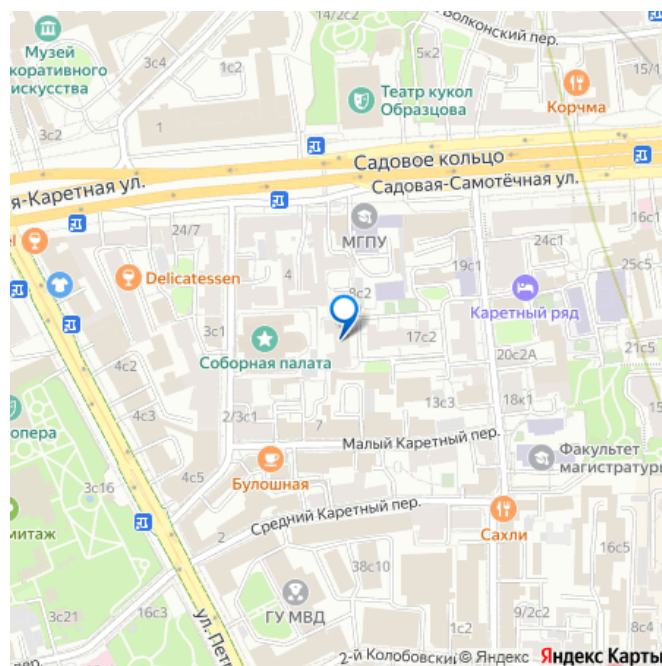 14/2с2
Волконский пер.
15/1
Музей
коративного
искусства
3с4
1с2
5к2
Театр кукол
Образцова
Корчма
3с2
1
Садовое кольцо
я-Каретная ул.
Садовая-Самотёчная ул.
16с1
24/7
МГПУ
24с1
4
19с1
25с5
Delicatessen
8с2
Каретный ряд
3с1
17с2
Соборная палата
20с2А
21с5
4с2
18к1
4с3
2/3с1
13с3
7
Малый Каретный пер.
опера
Факультет
магистратуры
4с5
Булошная
3с16
Средний Каретный пер.
Сахли
митаж
2
16с5
38с10
ГУ МВД
3с21
16с3
9/2с2
8с4
ул. Петр
1с2
пер.
2-й Колобовский
© Яндекс
Яндекс Карты